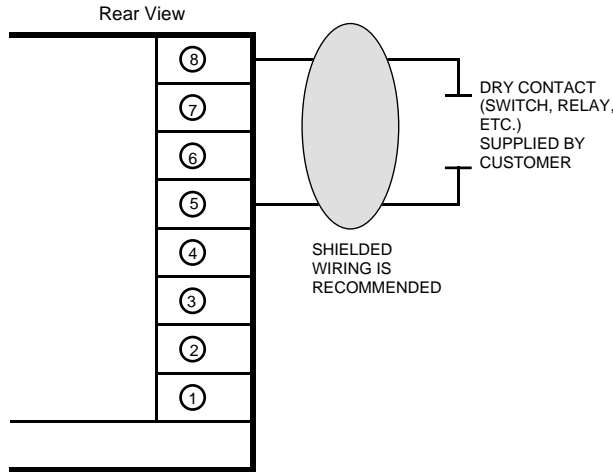 Rear View
8
7
6
5
4
3
2
1
DRY CONTACT
(SWITCH, RELAY,
ETC.)
SUPPLIED BY
CUSTOMER
SHIELDED
WIRING IS
RECOMMENDED